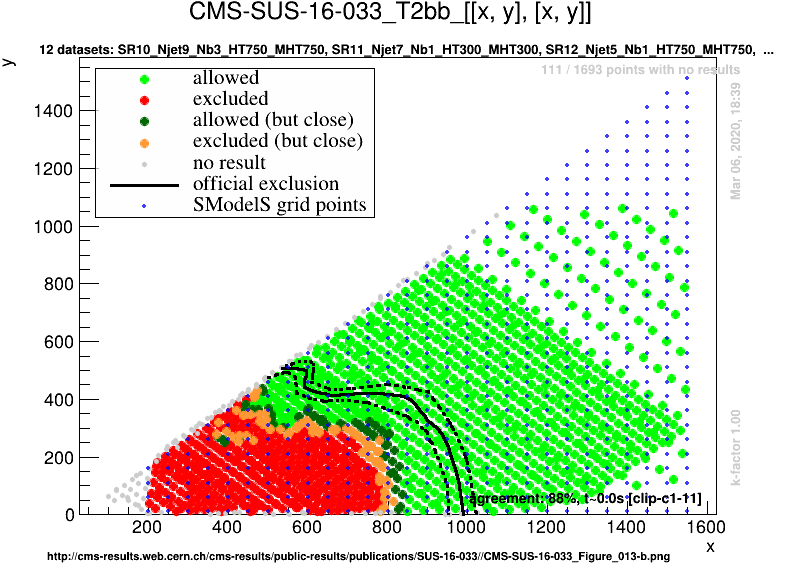 CMS-SUS-16-033_T2bb_[[x, y], [x, y]]
12 datasets: SR10_Njet9_Nb3_HT750_MHT750, SR11_Njet7_Nb1_HT300_MHT300, SR12_Njet5_Nb1_HT750_MHT750, ...
y
111 / 1693 points with no results
allowed
excluded
allowed (but close)
excluded (but close)
no result
official exclusion
SModelS grid points
Mar 06, 2020, 18:39
1400
1200
1000
800
600
400
200
0
k-factor 1.00
agreement: 88%, t~0.0s [clip-c1-11]
200 400 600 800 1000 1200 1400 1600
x
http://cms-results.web.cern.ch/cms-results/public-results/publications/SUS-16-033//CMS-SUS-16-033_Figure_013-b.png